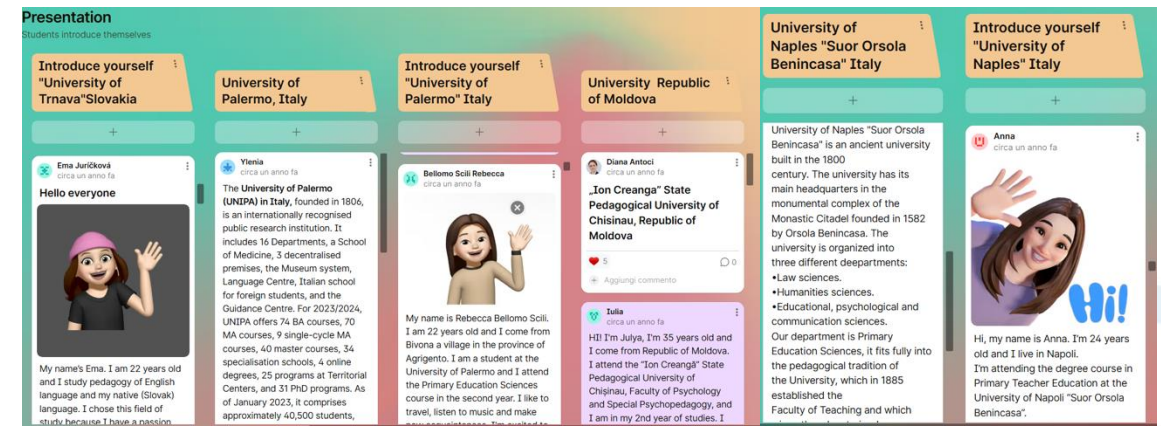 Presentation
Students introduce themselves
Introduce yourself
"University of
Trnava"Slovakia
+
Ema Juríčková
circa un anno fa
Hello everyone
My name's Ema. I am 22 years old
and I study pedagogy of English
language and my native (Slovak)
language. I chose this field of
study because I have a passion
University of
Palermo, Italy
+
Ylenia
circa un anno fa
The University of Palermo
(UNIPA) in Italy, founded in 1806,
is an internationally recognised
public research institution. It
includes 16 Departments, a School
of Medicine, 3 decentralised
premises, the Museum system,
Language Centre, Italian school
for foreign students, and the
Guidance Centre. For 2023/2024,
UNIPA offers 74 BA courses, 70
MA courses, 9 single-cycle MA
courses, 40 master courses, 34
specialisation schools, 4 online
degrees, 25 programs at Territorial
Centers, and 31 PhD programs. As
of January 2023, it comprises
approximately 40,500 students,
Introduce yourself
"University of
Palermo" Italy
+
Bellomo Scili Rebecca
circa un anno fa
My name is Rebecca Bellomo Scili.
I am 22 years old and I come from
Bivona a village in the province of
Agrigento. I am a student at the
University of Palermo and I attend
the Primary Education Sciences
course in the second year. I like to
travel, listen to music and make
University Republic
of Moldova
+
Diana Antoci
circa un anno fa
„Ion Creanga" State
Pedagogical University of
Chisinau, Republic of
Moldova
5
0
Aggiungi commento
Iulia
circa un anno fa
HI! I'm Julya, I'm 35 years old and
I come from Republic of Moldova.
I attend the "Ion Creangă" State
Pedagogical University of
Chișinau, Faculty of Psychology
and Special Psychopedagogy, and
I am in my 2nd year of studies. I
University of
Naples "Suor Orsola
Benincasa" Italy
+
University of Naples "Suor Orsola
Benincasa" is an ancient university
built in the 1800
century. The university has its
main headquarters in the
monumental complex of the
Monastic Citadel founded in 1582
by Orsola Benincasa. The
university is organized into
three different deepartments:
•Law sciences.
•Humanities sciences.
•Educational, psychological and
communication sciences.
Our department is Primary
Education Sciences, it fits fully into
the pedagogical tradition of
the University, which in 1885
established the
Faculty of Teaching and which
Introduce yourself
"University of
Naples" Italy
+
Anna
circa un anno fa
Hi!
Hi, my name is Anna. I'm 24 years
old and I live in Napoli.
I'm attending the degree course in
Primary Teacher Education at the
University of Napoli "Suor Orsola
Benincasa".